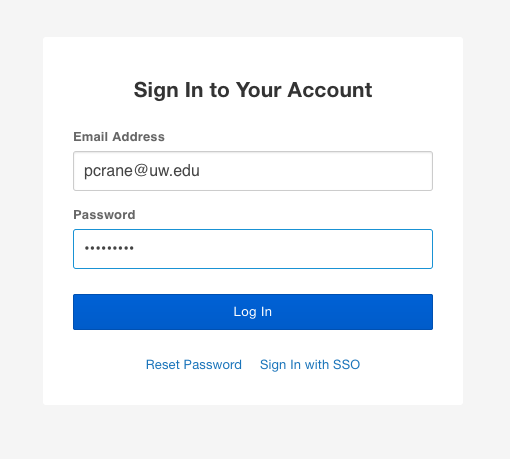 Sign In to Your Account
Email Address
pcrane@uw.edu
Password
•••••••••
Log In
Reset Password Sign In with SSO